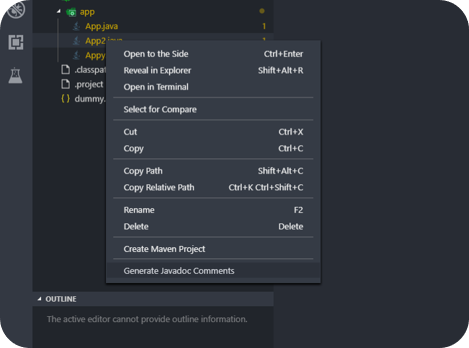 app
App.java 1
App2.java 1
Appy
.classpat
.project
dummy.
Open to the Side Ctrl+Enter
Reveal in Explorer Shift+Alt+R
Open in Terminal
Select for Compare
Cut Ctrl+X
Copy Ctrl+C
Copy Path Shift+Alt+C
Copy Relative Path Ctrl+K Ctrl+Shift+C
Rename F2
Delete Delete
Create Maven Project
Generate Javadoc Comments
OUTLINE
The active editor cannot provide outline information.